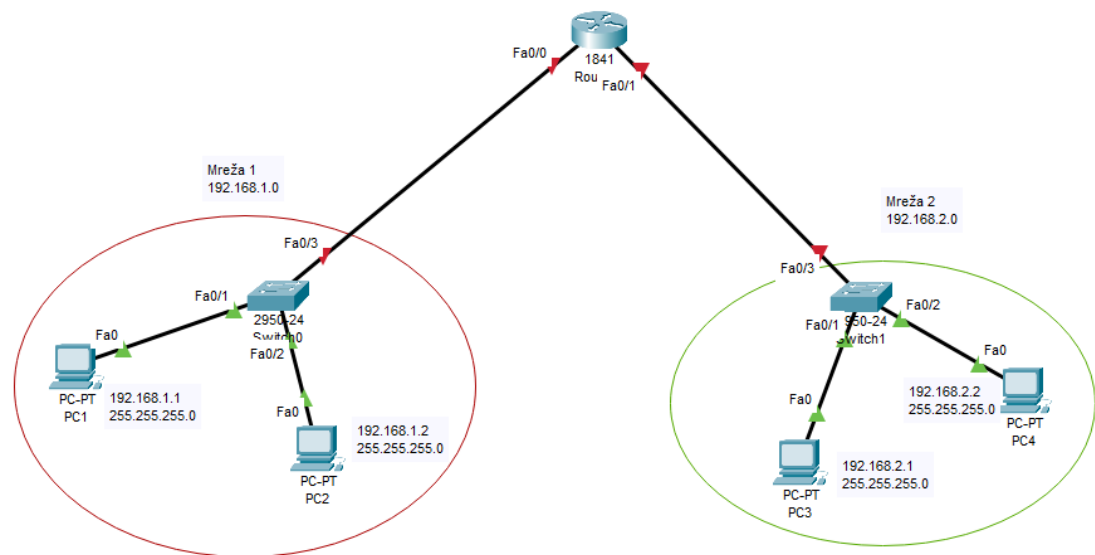 Fa0/0
1841
Rou
Fa0/1
Mreža 1
192.168.1.0
Mreža 2
192.168.2.0
Fa0/3
Fa0/3
Fa0/1
2950-24
Switch0
Fa0/2
Fa0/2
950-24
Fa0/1
Switch1
Fa0
192.168.1.1
255.255.255.0
PC-PT
PC1
Fa0
192.168.1.2
255.255.255.0
PC-PT
PC2
Fa0
192.168.2.2
255.255.255.0
PC-PT
PC4
Fa0
192.168.2.1
255.255.255.0
PC-PT
PC3